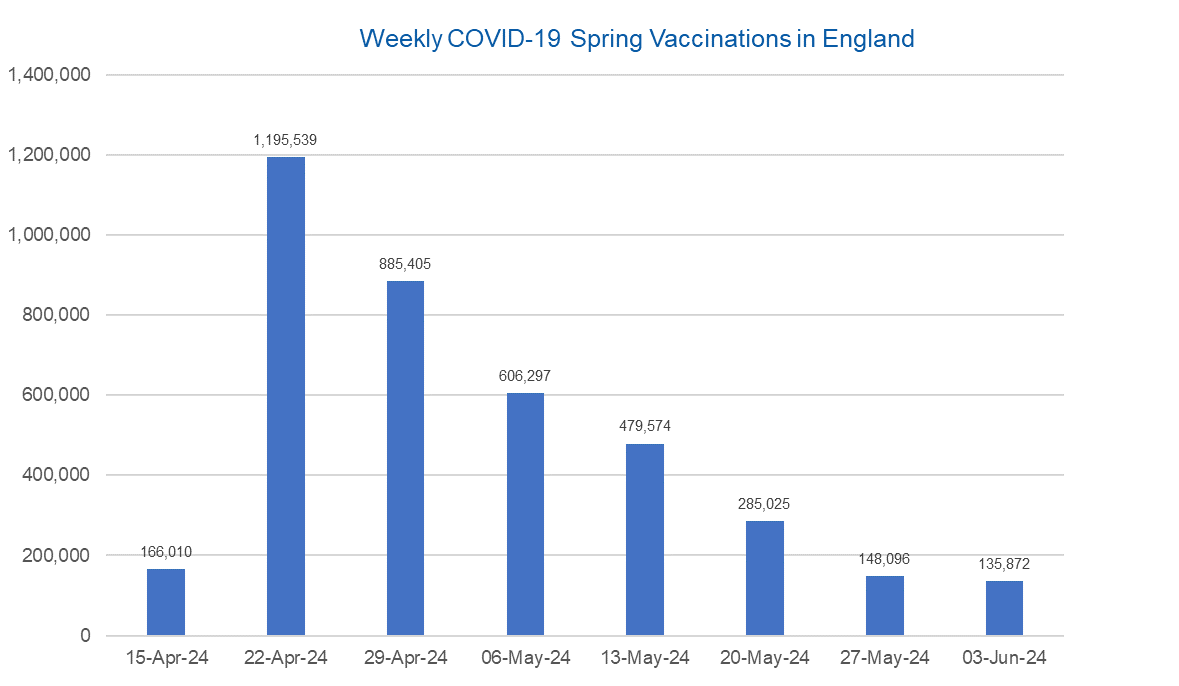 Weekly COVID-19 Spring Vaccinations in England
1,400,000
1,200,000
1,000,000
800,000
600,000
400,000
200,000
0
166,010
1,195,539
885,405
606,297
479,574
285,025
148,096
135,872
15-Apr-24
22-Apr-24
29-Apr-24
06-May-24
13-May-24
20-May-24
27-May-24
03-Jun-24